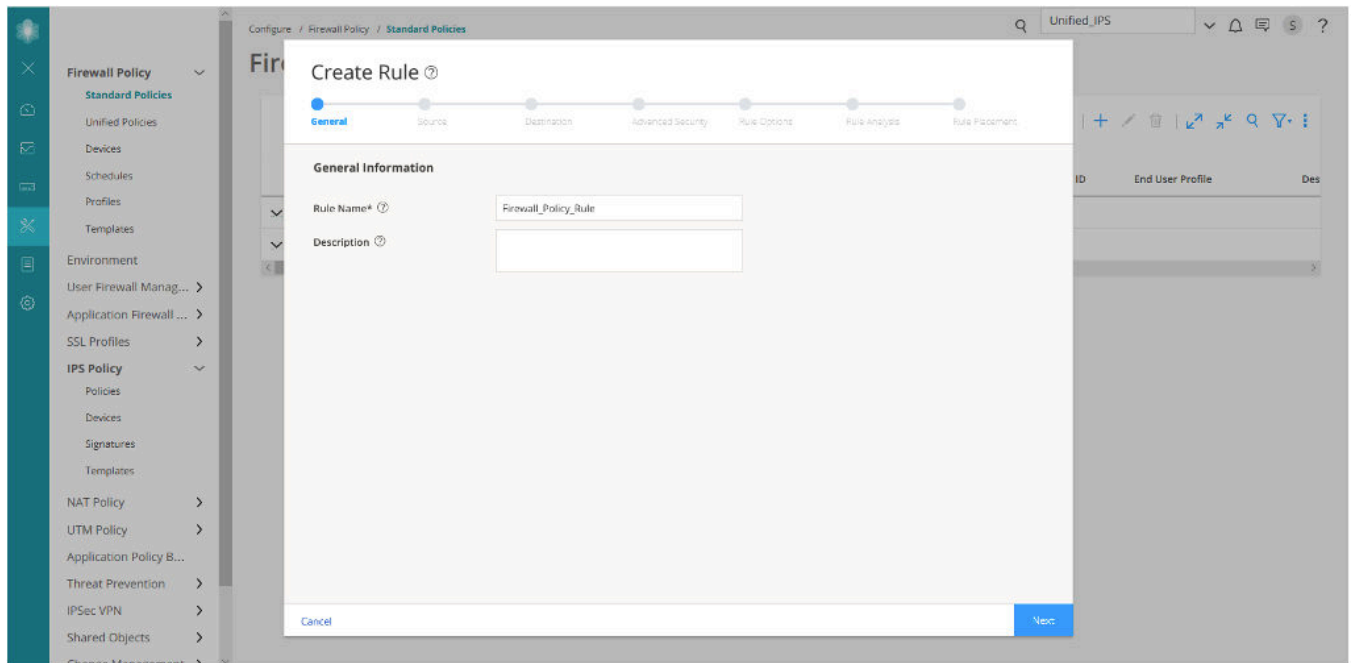 Configure / Firewall Policy / Standard Policies
Unified_IPS
S ?
Fire
Firewall Policy
Standard Policies
Unified Policies
Devices
Schedules
Profiles
Templates
Environment
User Firewall Manag...
Application Firewall ...
SSL Profiles
IPS Policy
Policies
Devices
Signatures
Templates
NAT Policy
UTM Policy
Application Policy B...
Threat Prevention
IPSec VPN
Shared Objects
Change Management
Create Rule ?
General Source Destination Advanced Security Rule Options Rule Analysis Rule Placement
General Information
Rule Name* ? Firewall_Policy_Rule
Description ?
Cancel Next
ID End User Profile Des